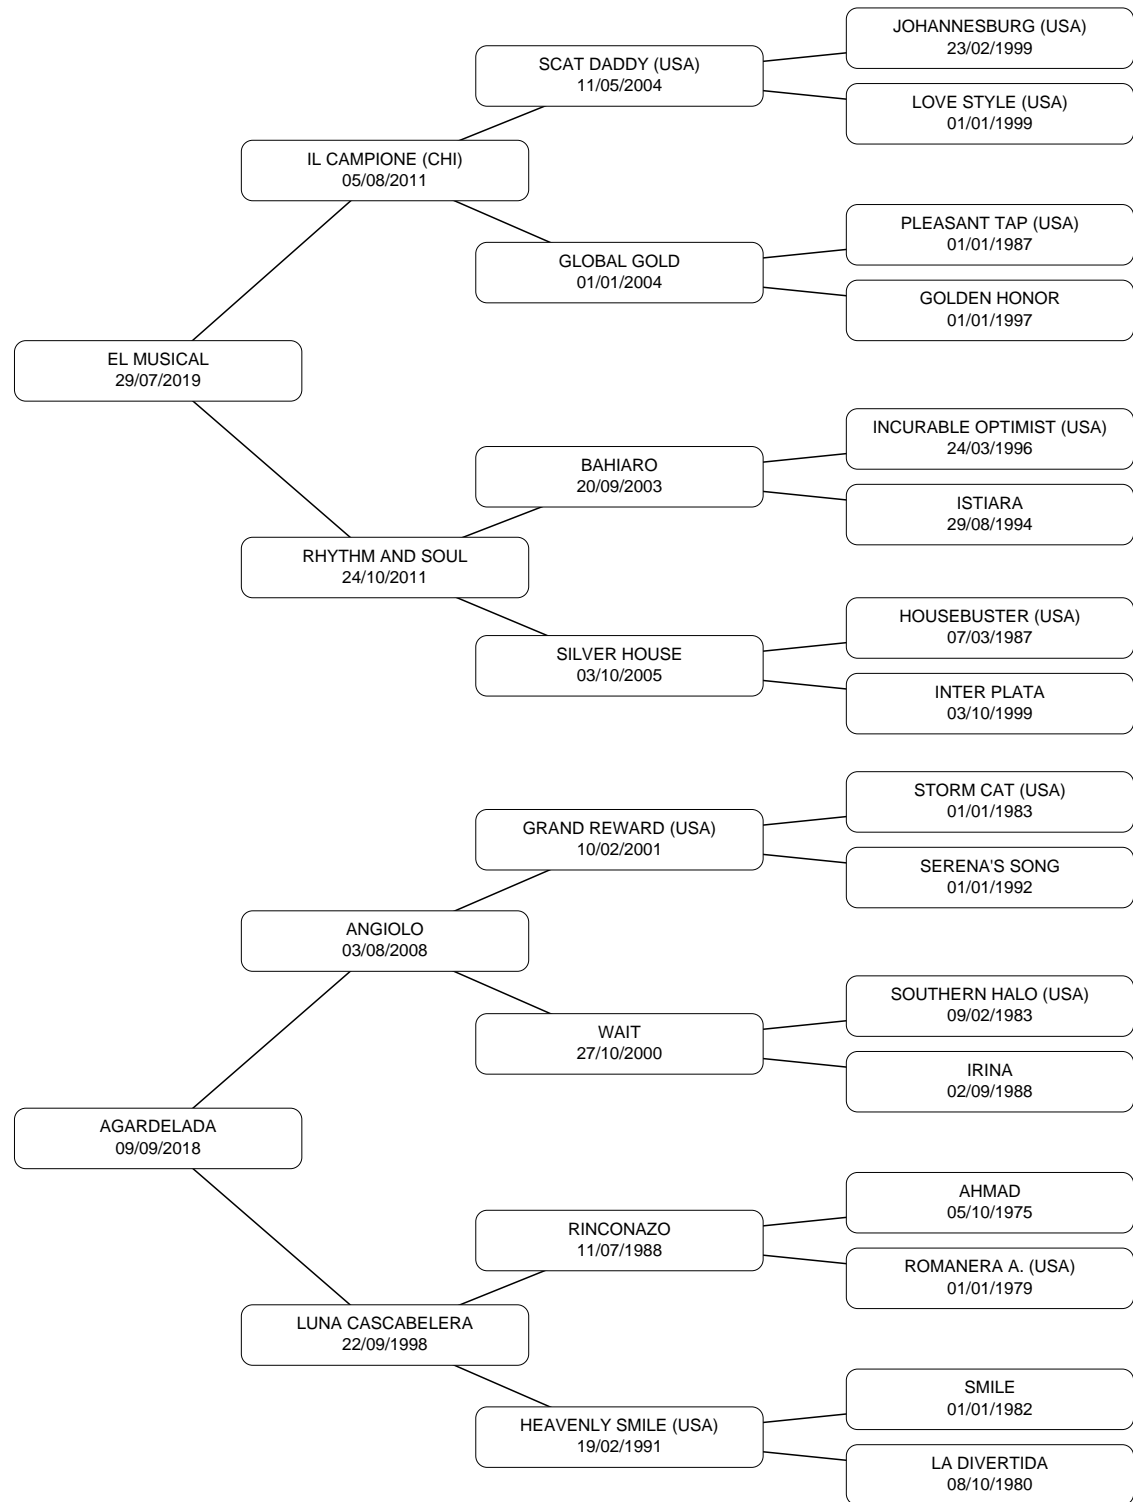 JOHANNESBURG (USA)
23/02/1999
SCAT DADDY (USA)
11/05/2004
LOVE STYLE (USA)
01/01/1999
IL CAMPIONE (CHI)
05/08/2011
PLEASANT TAP (USA)
01/01/1987
GLOBAL GOLD
01/01/2004
GOLDEN HONOR
01/01/1997
EL MUSICAL
29/07/2019
INCURABLE OPTIMIST (USA)
24/03/1996
BAHIARO
20/09/2003
ISTIARA
29/08/1994
RHYTHM AND SOUL
24/10/2011
HOUSEBUSTER (USA)
07/03/1987
SILVER HOUSE
03/10/2005
INTER PLATA
03/10/1999
STORM CAT (USA)
01/01/1983
GRAND REWARD (USA)
10/02/2001
SERENA'S SONG
01/01/1992
ANGIOLO
03/08/2008
SOUTHERN HALO (USA)
09/02/1983
WAIT
27/10/2000
IRINA
02/09/1988
AGARDELADA
09/09/2018
AHMAD
05/10/1975
RINCONAZO
11/07/1988
ROMANERA A. (USA)
01/01/1979
LUNA CASCABELERA
22/09/1998
SMILE
01/01/1982
HEAVENLY SMILE (USA)
19/02/1991
LA DIVERTIDA
08/10/1980